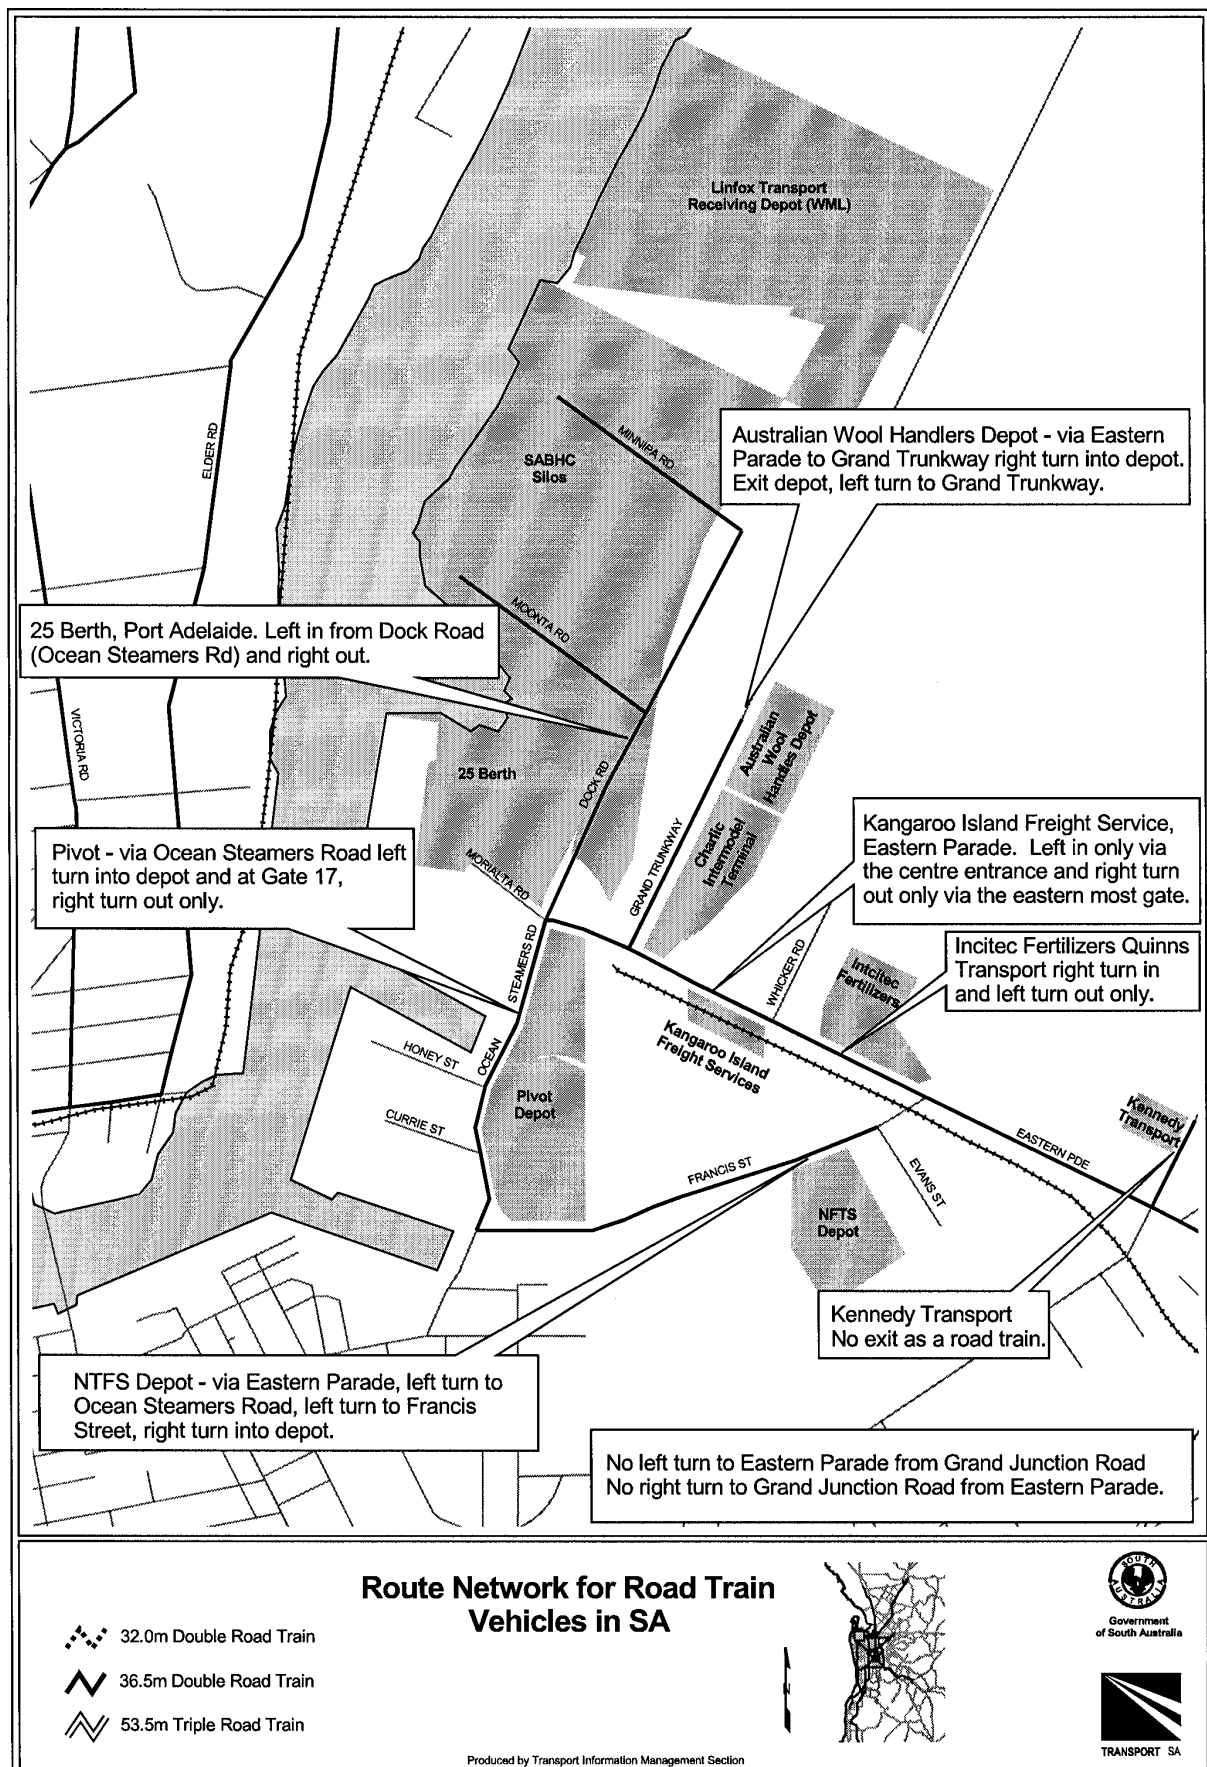 Linfox Transport
Receiving Depot (WML)
ELDER RD
MINNIPA RD
SABHC
Silos
Australian Wool Handlers Depot - via Eastern
Parade to Grand Trunkway right turn into depot.
Exit depot, left turn to Grand Trunkway.
MOONTA RD
25 Berth, Port Adelaide. Left in from Dock Road
(Ocean Steamers Rd) and right out.
VICTORIA RD
25 Berth
DOCK RD
Australian
Wool
Handles Depot
Charlic
Intermodel
Terminal
GRAND TRUNKWAY
Kangaroo Island Freight Service,
Eastern Parade. Left in only via
the centre entrance and right turn
out only via the eastern most gate.
Pivot - via Ocean Steamers Road left
turn into depot and at Gate 17,
right turn out only.
MORIALTA RD
OCEAN STEAMERS RD
WHICKER RD
Intcitec
Fertilizers
Incitec Fertilizers Quinns
Transport right turn in
and left turn out only.
Kangaroo Island
Freight Services
HONEY ST
CURRIE ST
Pivot
Depot
Kennedy
Transport
EASTERN PDE
FRANCIS ST
EVANS ST
NFTS
Depot
Kennedy Transport
No exit as a road train.
NTFS Depot - via Eastern Parade, left turn to
Ocean Steamers Road, left turn to Francis
Street, right turn into depot.
No left turn to Eastern Parade from Grand Junction Road
No right turn to Grand Junction Road from Eastern Parade.
Route Network for Road Train
Vehicles in SA
32.0m Double Road Train
36.5m Double Road Train
53.5m Triple Road Train
N
SOUTH AUSTRALIA
Government
of South Australia
TRANSPORT SA
Produced by Transport Information Management Section